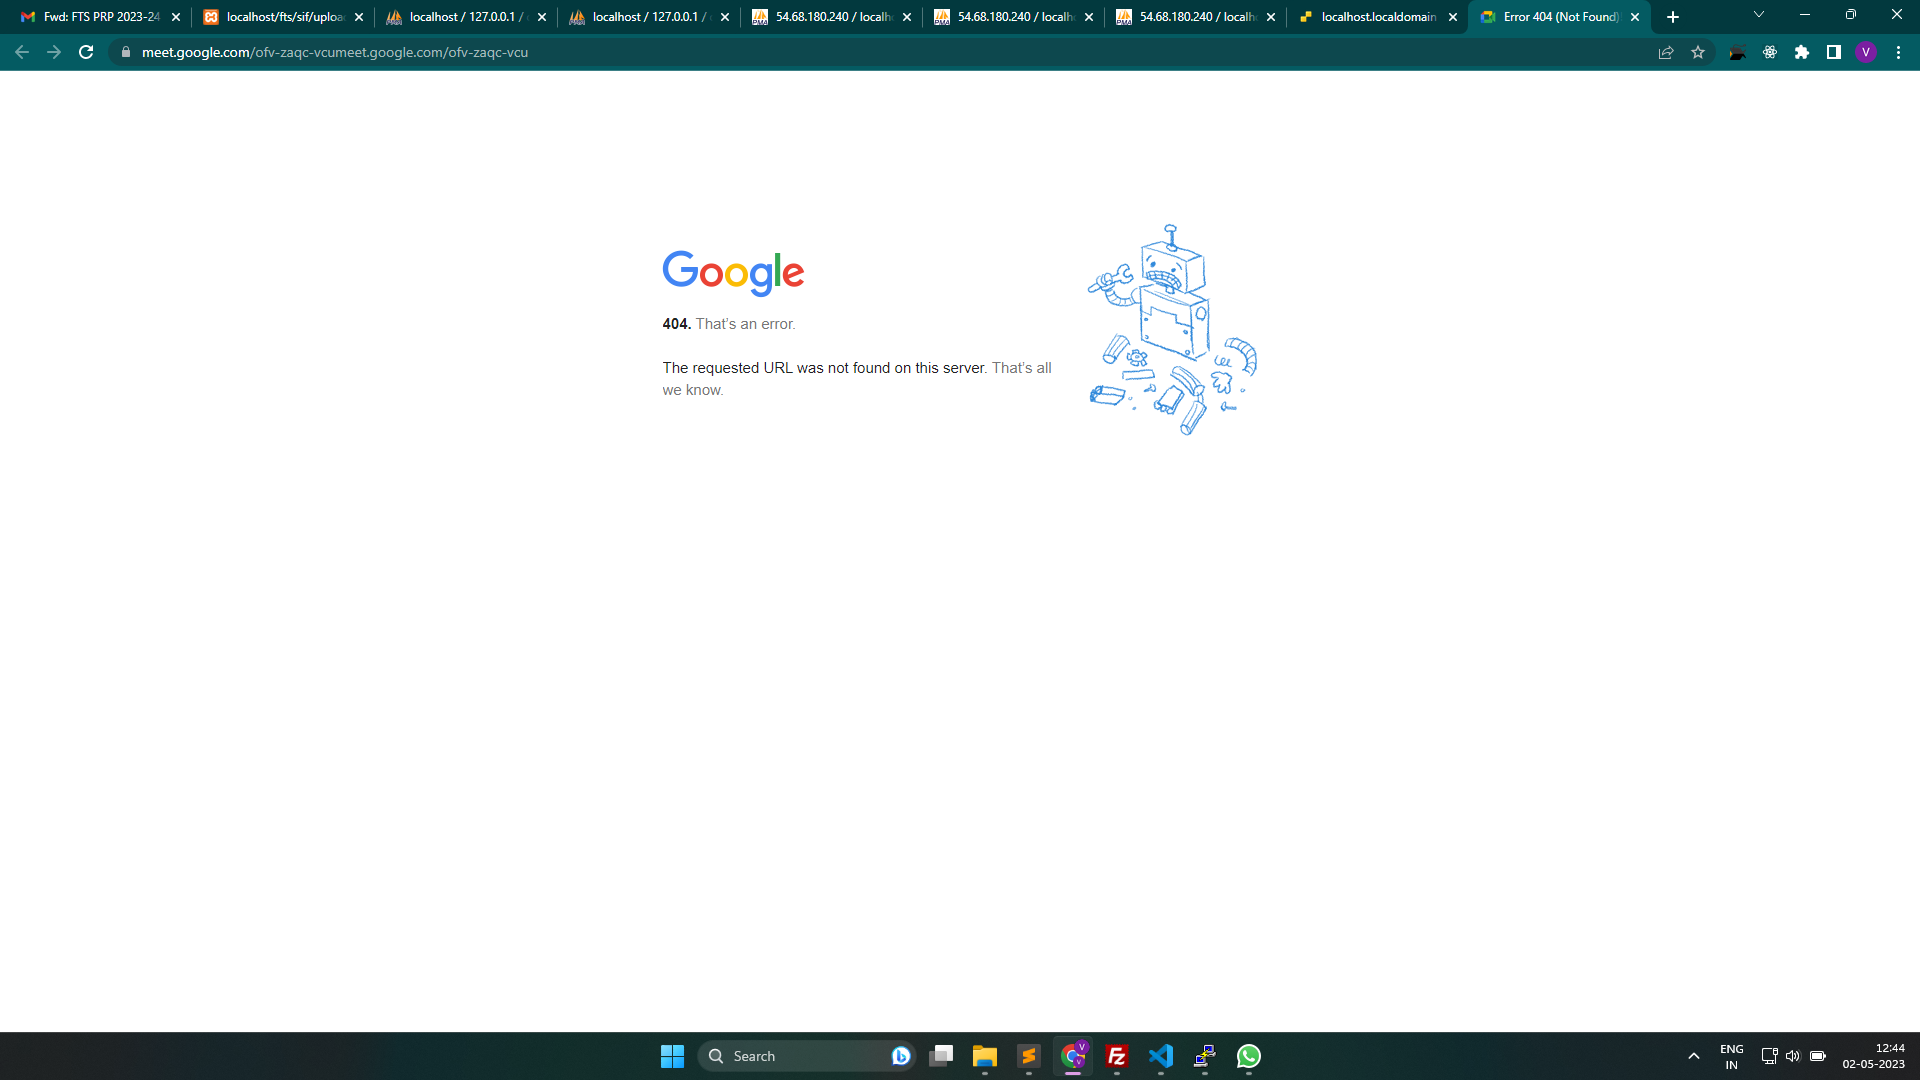 Fwd: FTS PRP 2023-24
localhost/fts/sif/uploa
localhost / 127.0.0.1 /
localhost / 127.0.0.1 /
54.68.180.240 / localh
54.68.180.240 / localh
54.68.180.240 / localh
localhost.localdomain
Error 404 (Not Found)
meet.google.com/ofv-zaqc-vcumeet.google.com/ofv-zaqc-vcu
V
Google
404. That’s an error.
The requested URL was not found on this server. That’s all
we know.
Search
V
ENG
IN
12:44
02-05-2023